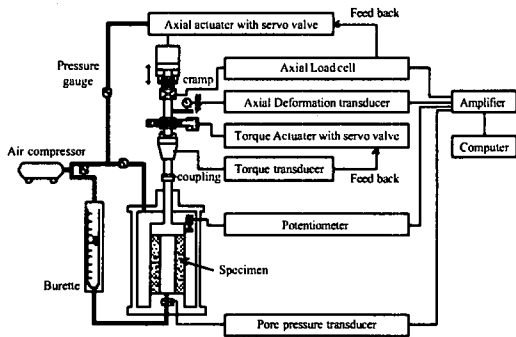 Axial actuater with servo valve
Feed back
Pressure
gauge
cramp
Axial Load cell
Axial Deformation transducer
Amplifier
Torque Actuater with servo valve
Computer
Air compressor
coupling
Torque transducer
Feed back
Potentiometer
Specimen
Burette
Pore pressure transducer